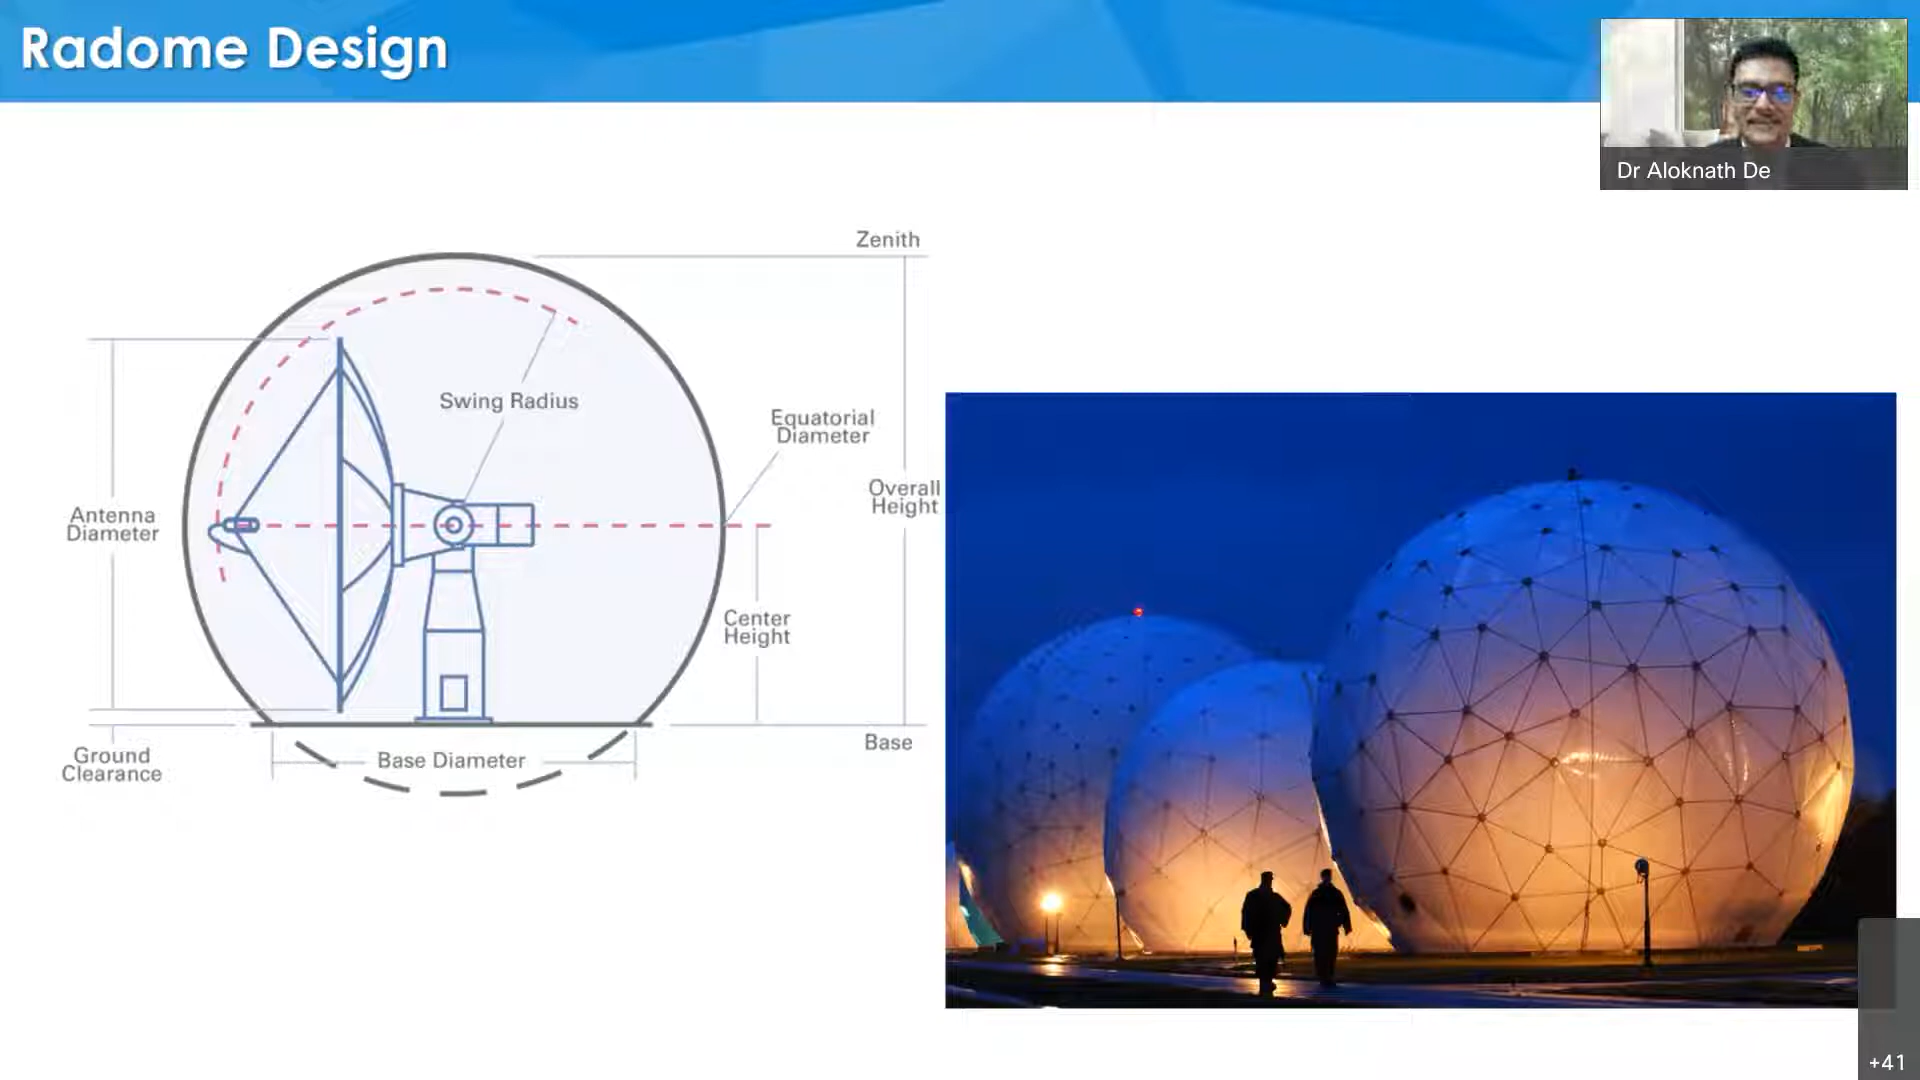 Radome Design
Dr Aloknath De
Zenith
Swing Radius
Equatorial
Diameter
Overall
Height
Antenna
Diameter
Center
Height
Base
Ground
Clearance
Base Diameter
+41